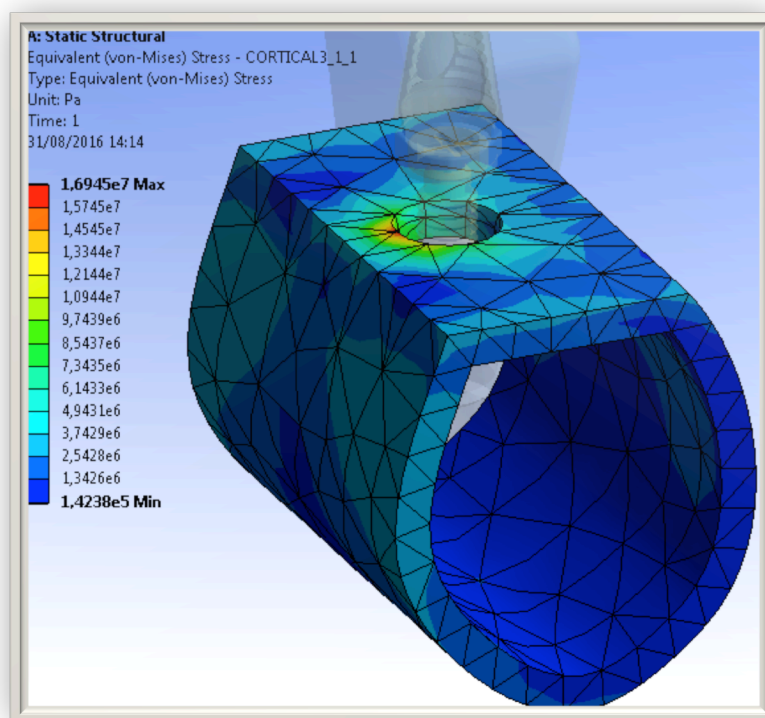 A: Static Structural
Equivalent (von-Mises) Stress - CORTICAL3_1_1
Type: Equivalent (von-Mises) Stress
Unit: Pa
Time: 1
31/08/2016 14:14
1,6945e7 Max
1,5745e7
1,4545e7
1,3344e7
1,2144e7
1,0944e7
9,7439e6
8,5437e6
7,3435e6
6,1433e6
4,9431e6
3,7429e6
2,5428e6
1,3426e6
1,4238e5 Min